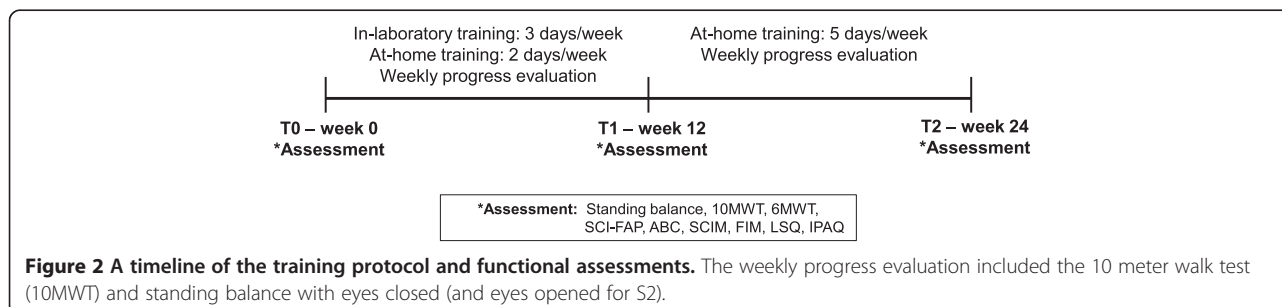 In-laboratory training: 3 days/week
At-home training: 2 days/week
Weekly progress evaluation
At-home training: 5 days/week
Weekly progress evaluation
T0 – week 0
*Assessment
T1 – week 12
*Assessment
T2 – week 24
*Assessment
*Assessment: Standing balance, 10MWT, 6MWT,
SCI-FAP, ABC, SCIM, FIM, LSQ, IPAQ
Figure 2 A timeline of the training protocol and functional assessments. The weekly progress evaluation included the 10 meter walk test
(10MWT) and standing balance with eyes closed (and eyes opened for S2).